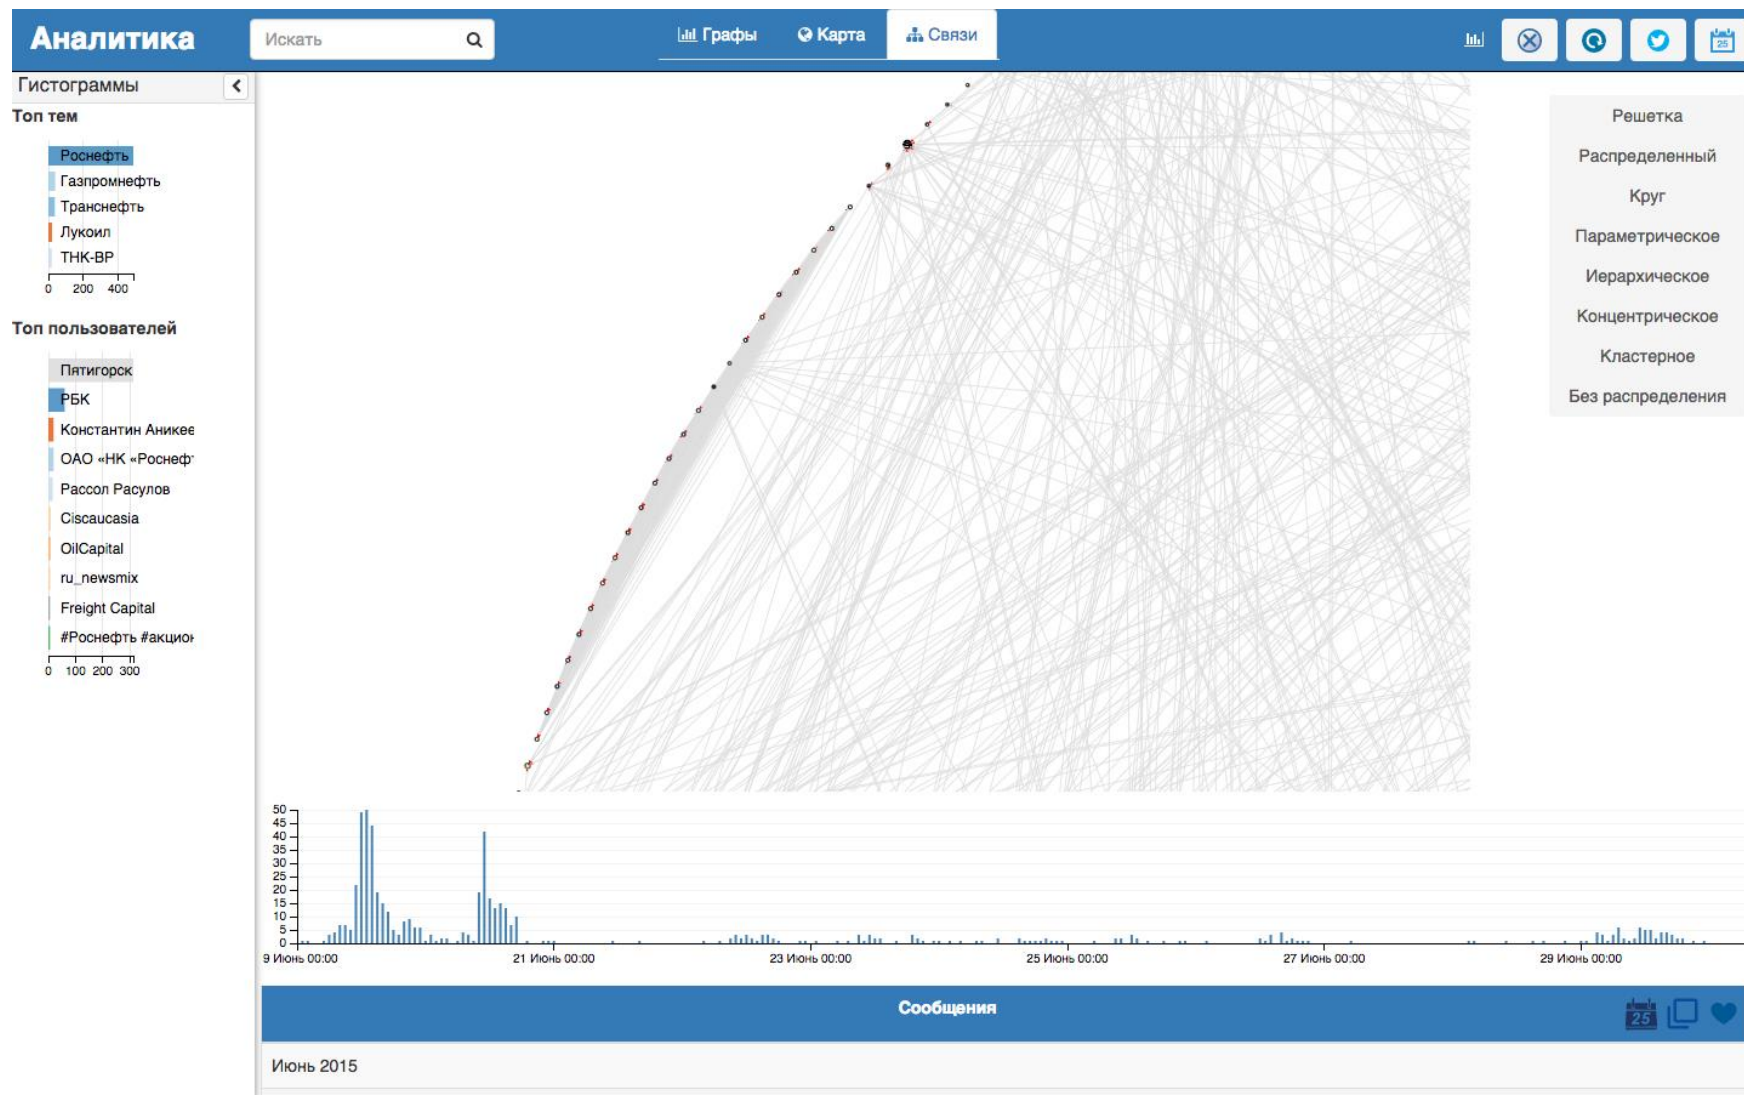 Аналитика
Искать
Графы
Карта
Связи
25
Гистограммы
Топ тем
Роснефть
Газпромнефть
Транснефть
Лукоил
ТНК-ВР
0 200 400
Топ пользователей
Пятигорск
РБК
Константин Аникее
ОАО «НК «Роснеф
Рассол Расулов
Ciscaucasia
OilCapital
ru_newsmix
Freight Capital
#Роснефть #акцион
0 100 200 300
Решетка
Распределенный
Круг
Параметрическое
Иерархическое
Концентрическое
Кластерное
Без распределения
50
45
40
35
30
25
20
15
10
5
0
9 Июнь 00:00
21 Июнь 00:00
23 Июнь 00:00
25 Июнь 00:00
27 Июнь 00:00
29 Июнь 00:00
Сообщения
25
Июнь 2015